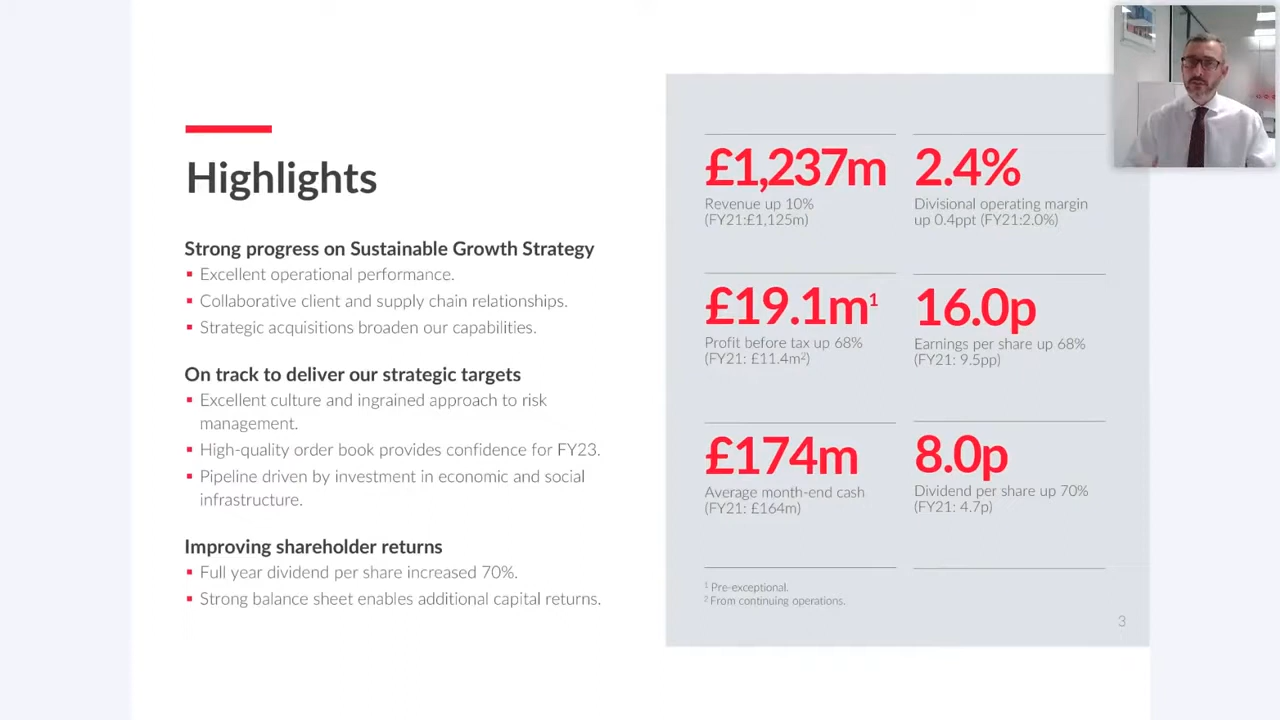 Highlights
Strong progress on Sustainable Growth Strategy
▪ Excellent operational performance.
▪ Collaborative client and supply chain relationships.
▪ Strategic acquisitions broaden our capabilities.
On track to deliver our strategic targets
▪ Excellent culture and ingrained approach to risk
management.
▪ High-quality order book provides confidence for FY23.
▪ Pipeline driven by investment in economic and social
infrastructure.
Improving shareholder returns
▪ Full year dividend per share increased 70%.
▪ Strong balance sheet enables additional capital returns.
£1,237m
Revenue up 10%
(FY21:£1,125m)
2.4%
Divisional operating margin
up 0.4ppt (FY21:2.0%)
£19.1m¹
Profit before tax up 68%
(FY21: £11.4m²)
16.0p
Earnings per share up 68%
(FY21: 9.5pp)
£174m
Average month-end cash
(FY21: £164m)
8.0p
Dividend per share up 70%
(FY21: 4.7p)
¹ Pre-exceptional.
² From continuing operations.
3